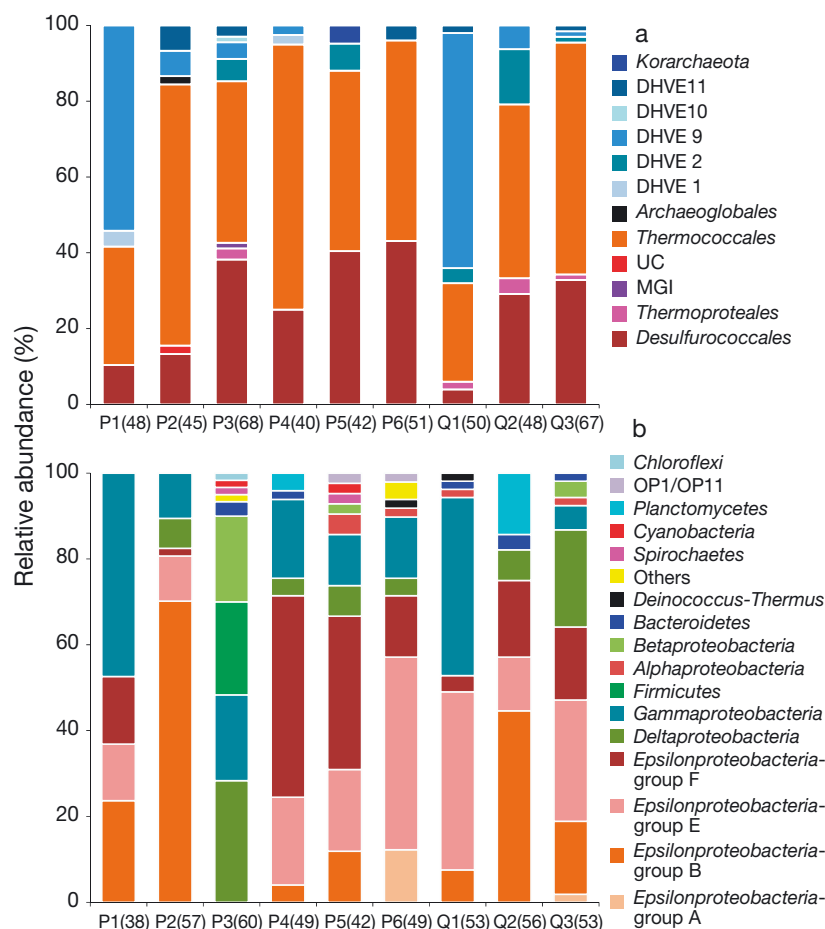 Relative abundance (%)
a
100
80
60
40
20
0
P1(48) P2(45) P3(68) P4(40) P5(42) P6(51) Q1(50) Q2(48) Q3(67)
Korarchaeota
DHVE11
DHVE10
DHVE 9
DHVE 2
DHVE 1
Archaeoglobales
Thermococcales
UC
MGI
Thermoproteales
Desulfurococcales
b
100
80
60
40
20
0
P1(38) P2(57) P3(60) P4(49) P5(42) P6(49) Q1(53) Q2(56) Q3(53)
Chloroflexi
OP1/OP11
Planctomycetes
Cyanobacteria
Spirochaetes
Others
Deinococcus-Thermus
Bacteroidetes
Betaproteobacteria
Alphaproteobacteria
Firmicutes
Gammaproteobacteria
Deltaproteobacteria
Epsilonproteobacteria-
group F
Epsilonproteobacteria-
group E
Epsilonproteobacteria-
group B
Epsilonproteobacteria-
group A